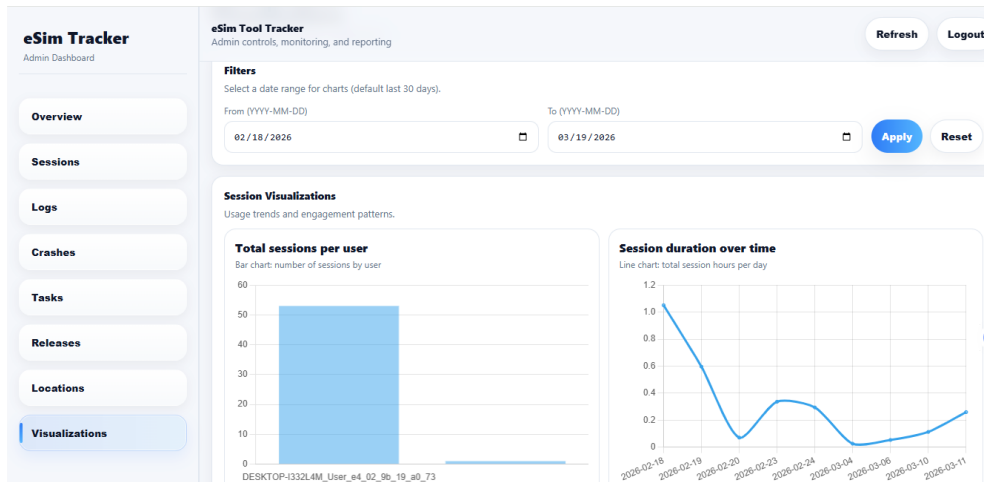 eSim Tracker
Admin Dashboard
Overview
Sessions
Logs
Crashes
Tasks
Releases
Locations
Visualizations
eSim Tool Tracker
Admin controls, monitoring, and reporting
Refresh
Logout
Filters
Select a date range for charts (default last 30 days).
From (YYYY-MM-DD)
To (YYYY-MM-DD)
02/18/2026
03/19/2026
Apply
Reset
Session Visualizations
Usage trends and engagement patterns.
Total sessions per user
Bar chart: number of sessions by user
60
50
40
30
20
10
0
DESKTOP-I332L4M_User_e4_02_9b_19_a0_73
Session duration over time
Line chart: total session hours per day
1.2
1.0
0.8
0.6
0.4
0.2
0
2026-02-18
2026-02-19
2026-02-20
2026-02-23
2026-02-24
2026-03-04
2026-03-06
2026-03-10
2026-03-11